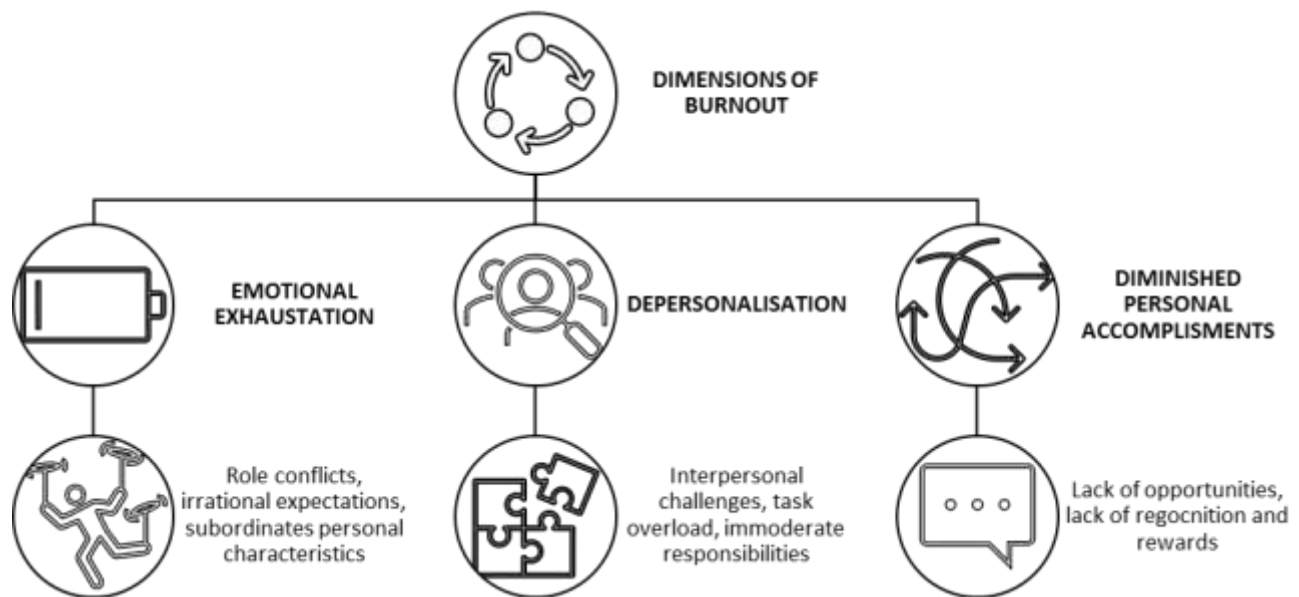 DIMENSIONS OF
BURNOUT
EMOTIONAL
EXHAUSTATION
DEPERSONALISATION
DIMINISHED
PERSONAL
ACCOMPLISMENTS
Role conflicts,
irrational expectations,
subordinates personal
characteristics
Interpersonal
challenges, task
overload, immoderate
responsibilities
Lack of opportunities,
lack of regocnition and
rewards